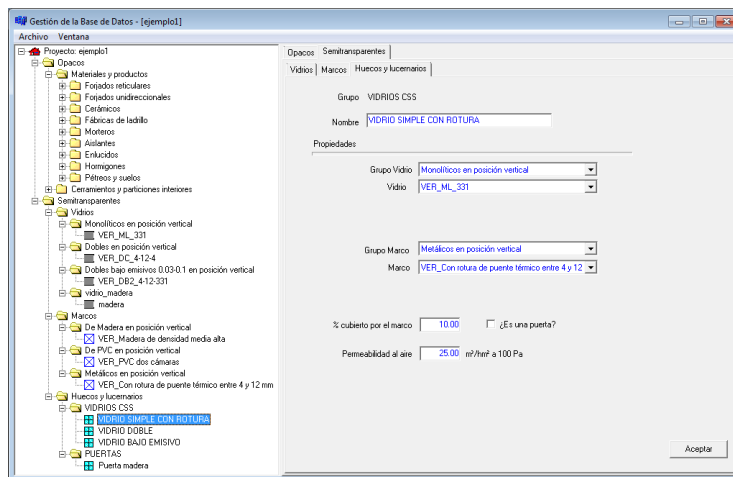 Gestión de la Base de Datos - [ejemplo1]
Archivo Ventana
Proyecto: ejemplo1
Opacos
Materiales y productos
Forjados reticulares
Forjados unidireccionales
Cerámicos
Fábricas de ladrillo
Morteros
Aislantes
Enlucidos
Hormigones
Pétreos y suelos
Cerramientos y particiones interiores
Semitransparentes
Vidrios
Monolíticos en posición vertical
VER_ML_331
Dobles en posición vertical
VER_DC_4-12-4
Dobles bajo emisivos 0.03-0.1 en posición vertical
VER_DB2_4-12-331
vidrio_madera
madera
Marcos
De Madera en posición vertical
VER_Madera de densidad media alta
De PVC en posición vertical
VER_PVC dos cámaras
Metálicos en posición vertical
VER_Con rotura de puente térmico entre 4 y 12 mm
Huecos y lucernarios
VIDRIOS CSS
VIDRIO SIMPLE CON ROTURA
VIDRIO DOBLE
VIDRIO BAJO EMISIVO
PUERTAS
Puerta madera
Opacos Semitransparentes
Vidrios Marcos Huecos y lucernarios
Grupo VIDRIOS CSS
Nombre VIDRIO SIMPLE CON ROTURA
Propiedades
Grupo Vidrio Monolíticos en posición vertical
Vidrio VER_ML_331
Grupo Marco Metálicos en posición vertical
Marco VER_Con rotura de puente térmico entre 4 y 12
% cubierto por el marco 10.00 ¿Es una puerta?
Permeabilidad al aire 25.00 m³/hm² a 100 Pa
Aceptar